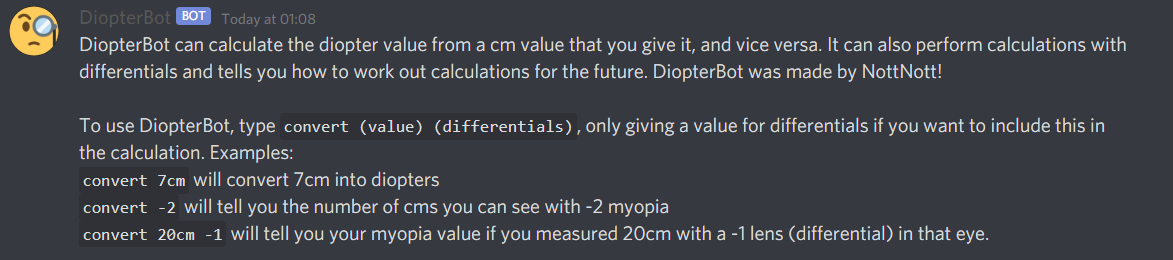 DiopterBot BOT Today at 01:08
DiopterBot can calculate the diopter value from a cm value that you give it, and vice versa. It can also perform calculations with
differentials and tells you how to work out calculations for the future. DiopterBot was made by NottNott!
To use DiopterBot, type convert (value) (differentials), only giving a value for differentials if you want to include this in
the calculation. Examples:
convert 7cm will convert 7cm into diopters
convert -2 will tell you the number of cms you can see with -2 myopia
convert 20cm -1 will tell you your myopia value if you measured 20cm with a -1 lens (differential) in that eye.